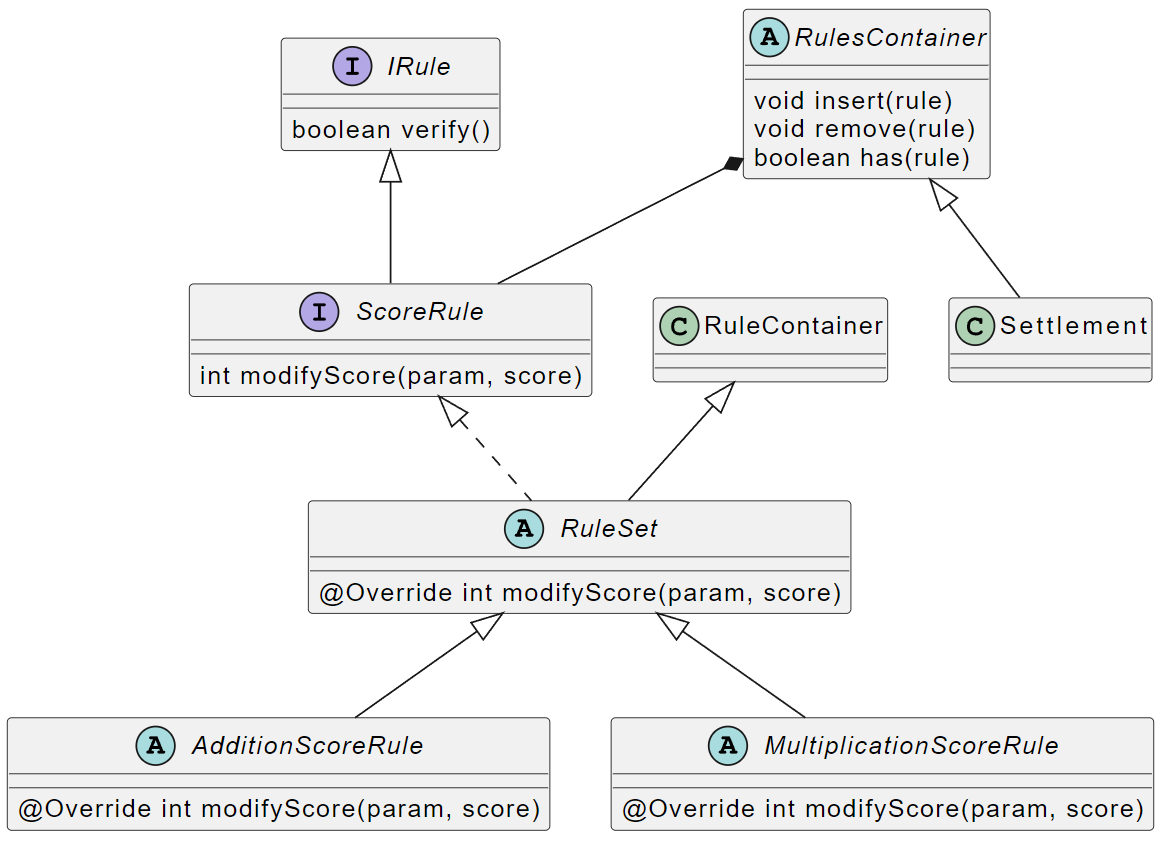 I IRule
boolean verify()
A RulesContainer
void insert(rule)
void remove(rule)
boolean has(rule)
I ScoreRule
int modifyScore(param, score)
C RuleContainer
C Settlement
A RuleSet
@Override int modifyScore(param, score)
A AdditionScoreRule
@Override int modifyScore(param, score)
A MultiplicationScoreRule
@Override int modifyScore(param, score)